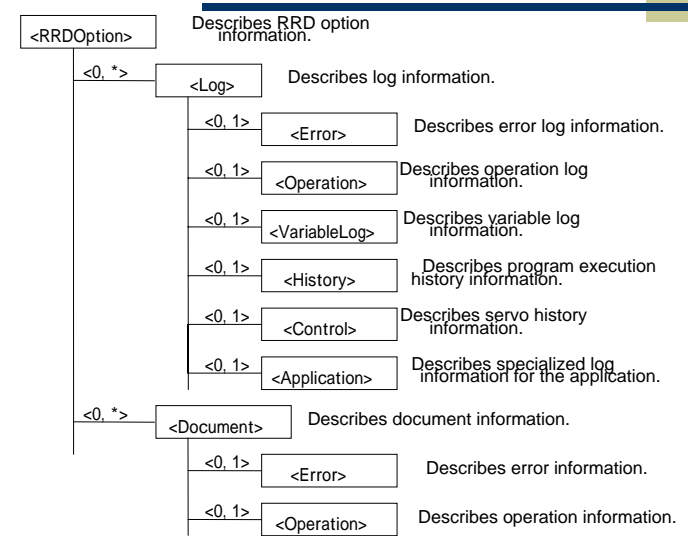 <RRDOption> Describes RRD option
information.
<0, *> <Log> Describes log information.
<0, 1> <Error> Describes error log information.
<0, 1> <Operation> Describes operation log
information.
<0, 1> <VariableLog> Describes variable log
information.
<0, 1> <History> Describes program execution
history information.
<0, 1> <Control> Describes servo history
information.
<0, 1> <Application> Describes specialized log
information for the application.
<0, *> <Document> Describes document information.
<0, 1> <Error> Describes error information.
<0, 1> <Operation> Describes operation information.